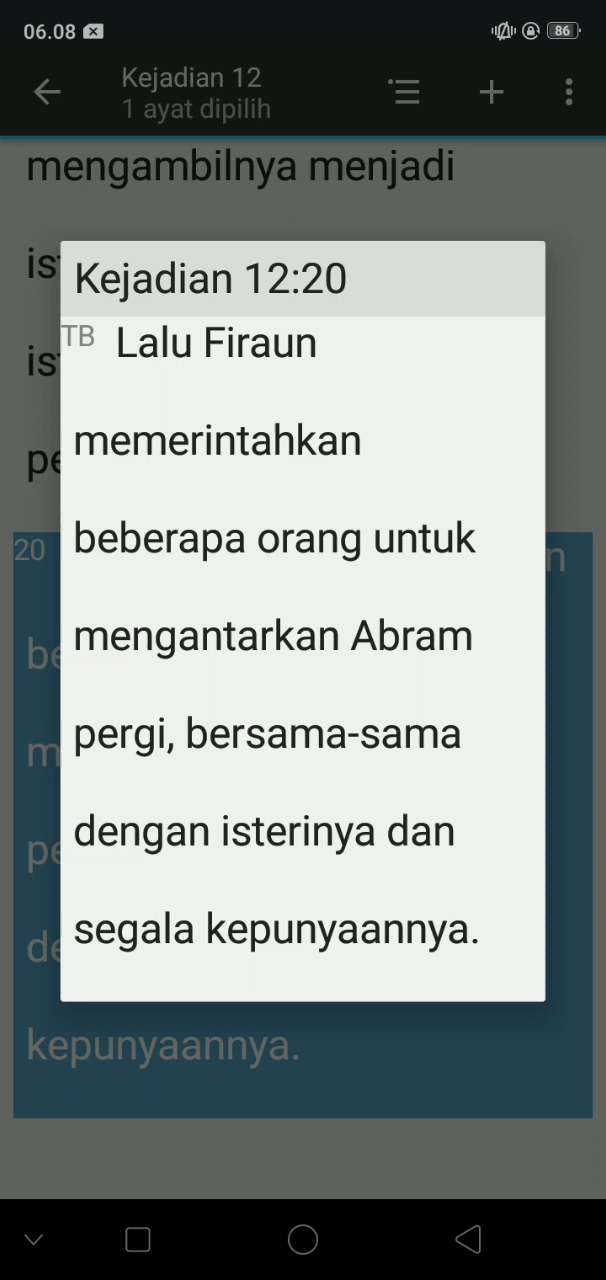 06.08
86
Kejadian 12
1 ayat dipilih
mengambilnya menjadi
Kejadian 12:20
TB Lalu Firaun
memerintahkan
beberapa orang untuk
mengantarkan Abram
pergi, bersama-sama
dengan isterinya dan
segala kepunyaannya.
20
kepunyaannya.